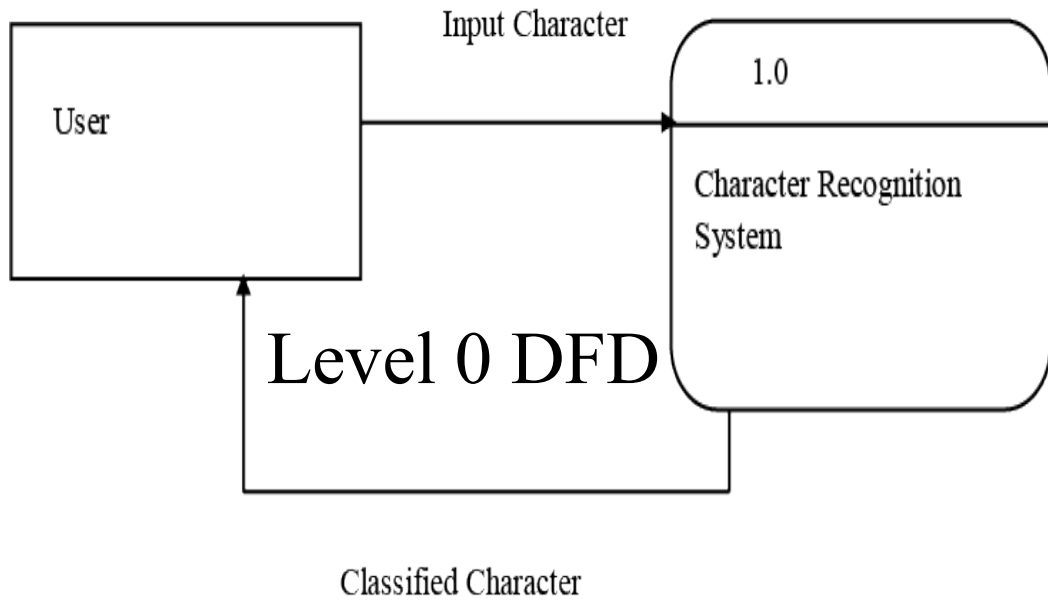 Input Character
1.0
User
Character Recognition
System
Level 0 DFD
Classified Character